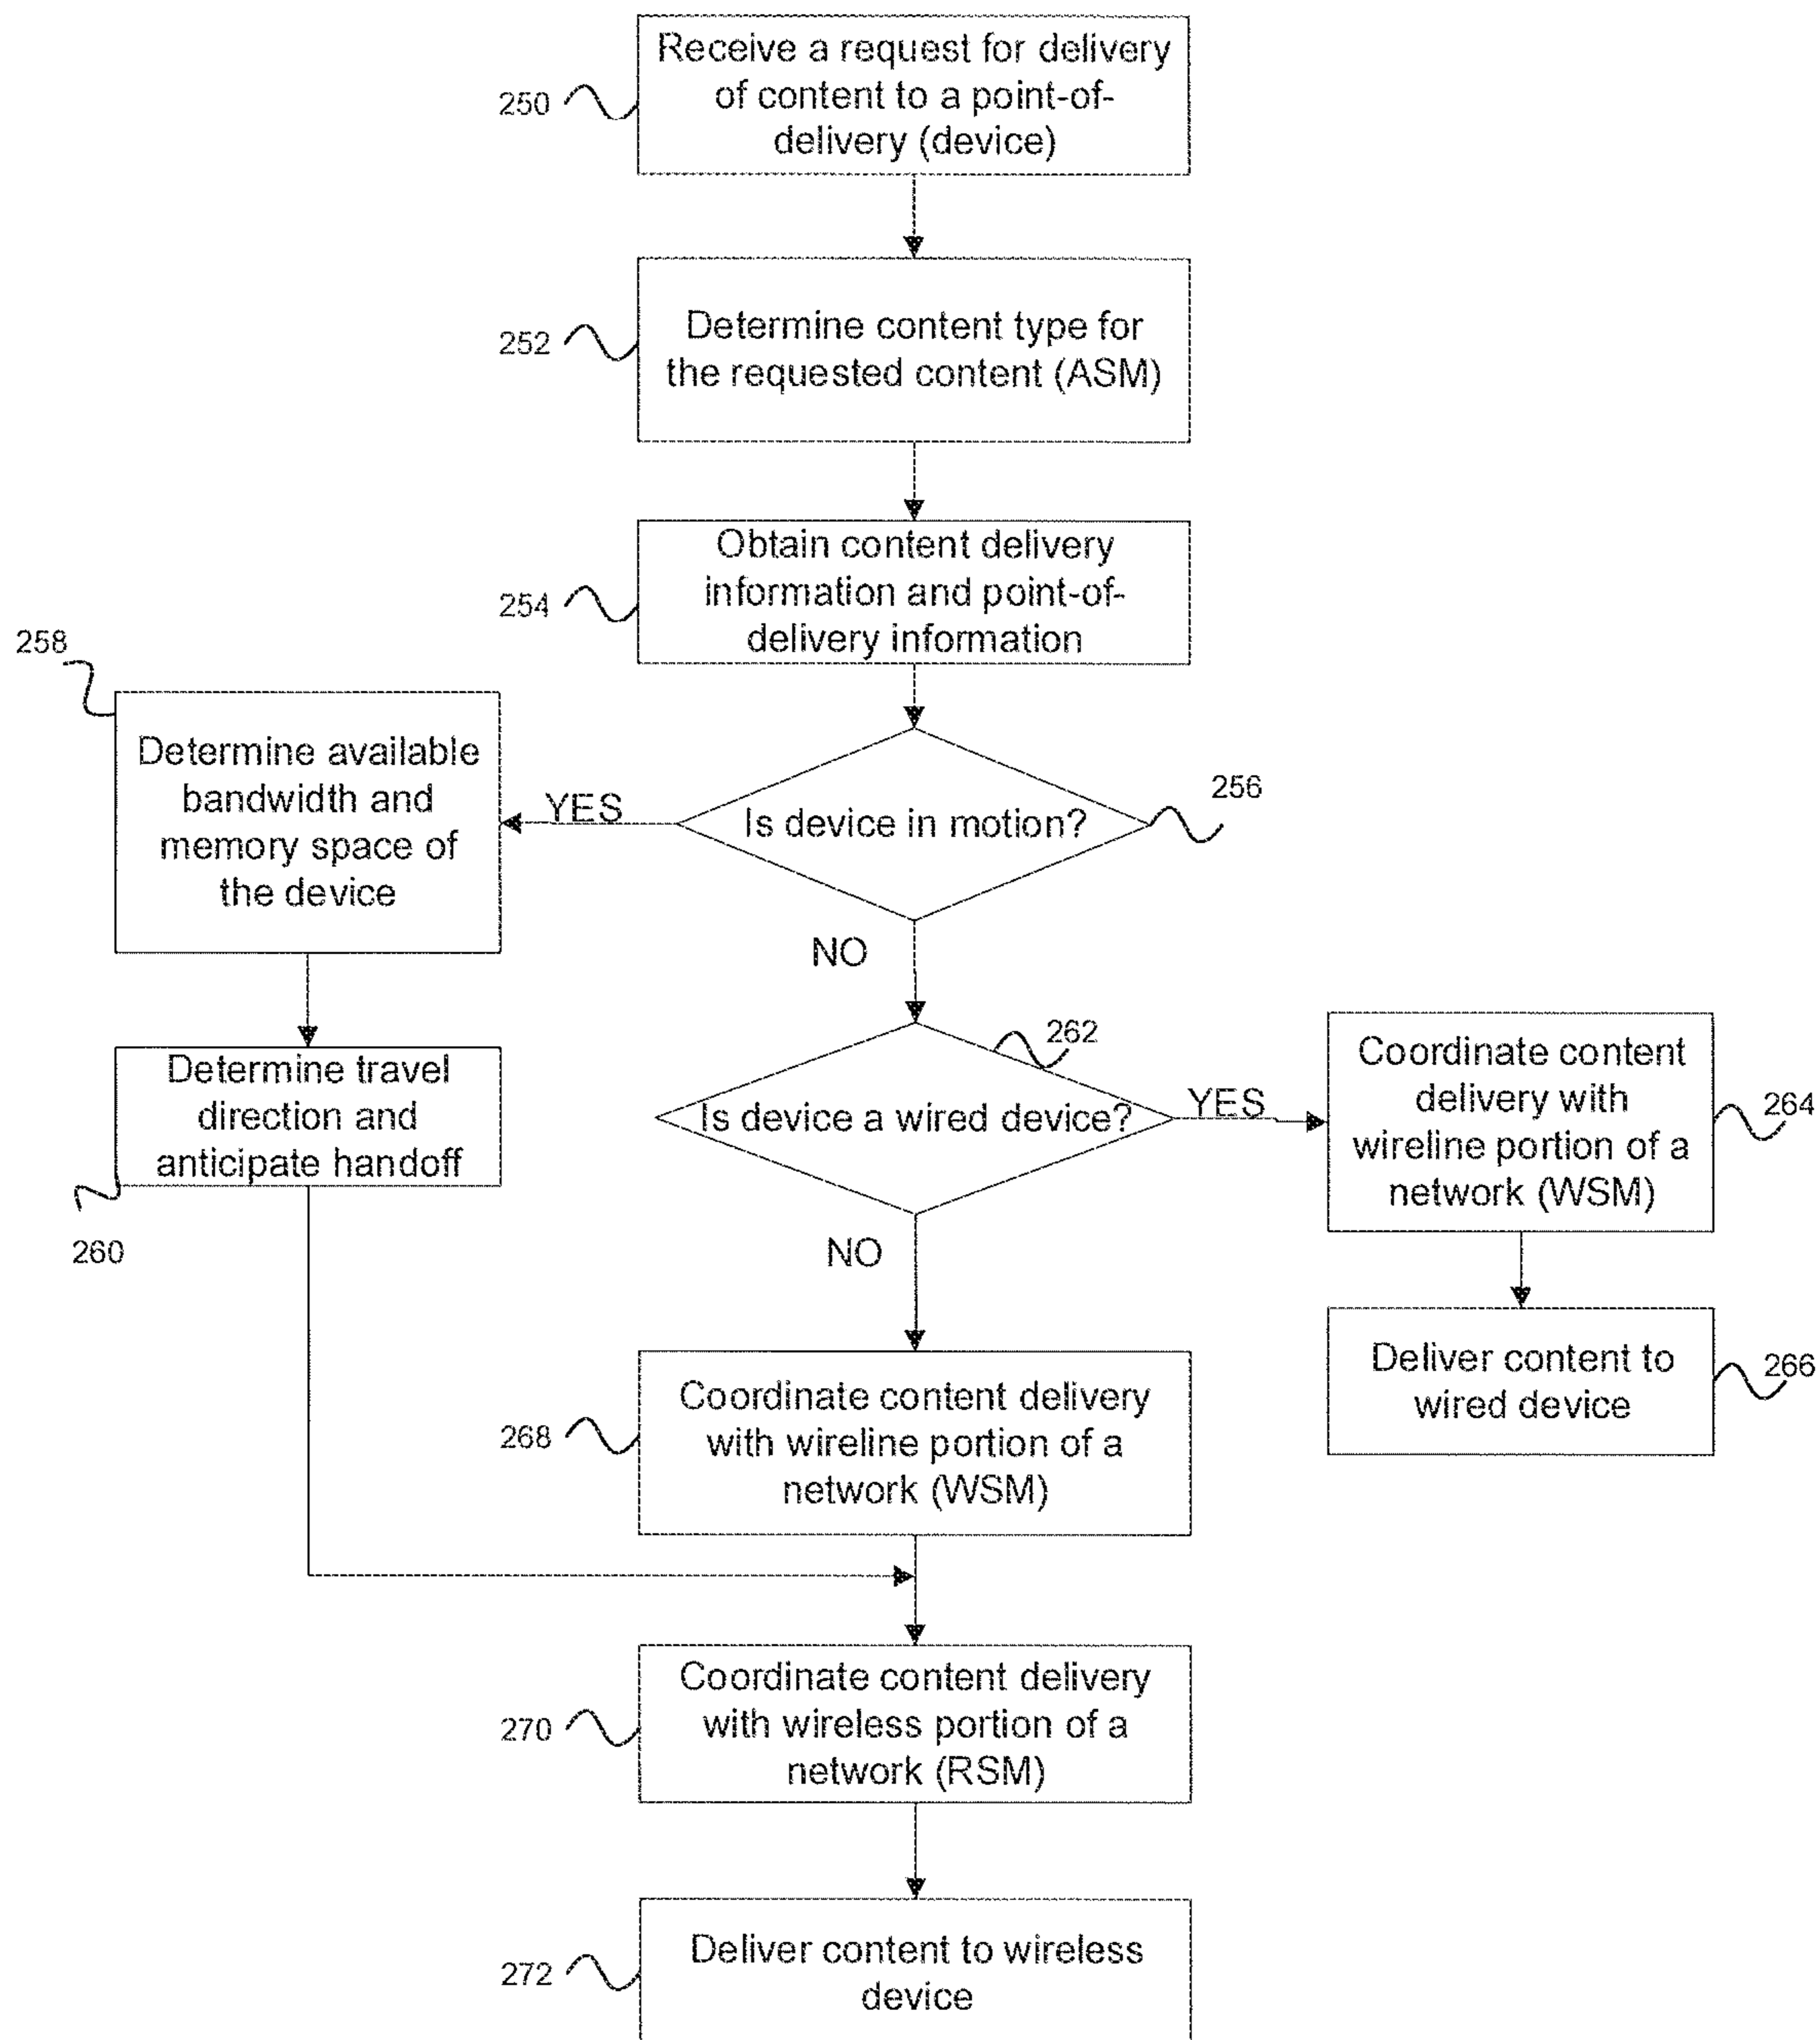 Receive a request for delivery
of content to a point-of-
delivery (device)
250
Determine content type for
the requested content (ASM)
252
Obtain content delivery
information and point-of-
delivery information
254
258
Determine available
bandwidth and
memory space of
the device
YES
Is device in motion?
256
NO
Determine travel
direction and
anticipate handoff
260
262
Is device a wired device?
YES
Coordinate content
delivery with
wireline portion of a
network (WSM)
264
NO
Deliver content to
wired device
266
Coordinate content delivery
with wireline portion of a
network (WSM)
268
Coordinate content delivery
with wireless portion of a
network (RSM)
270
Deliver content to wireless
device
272